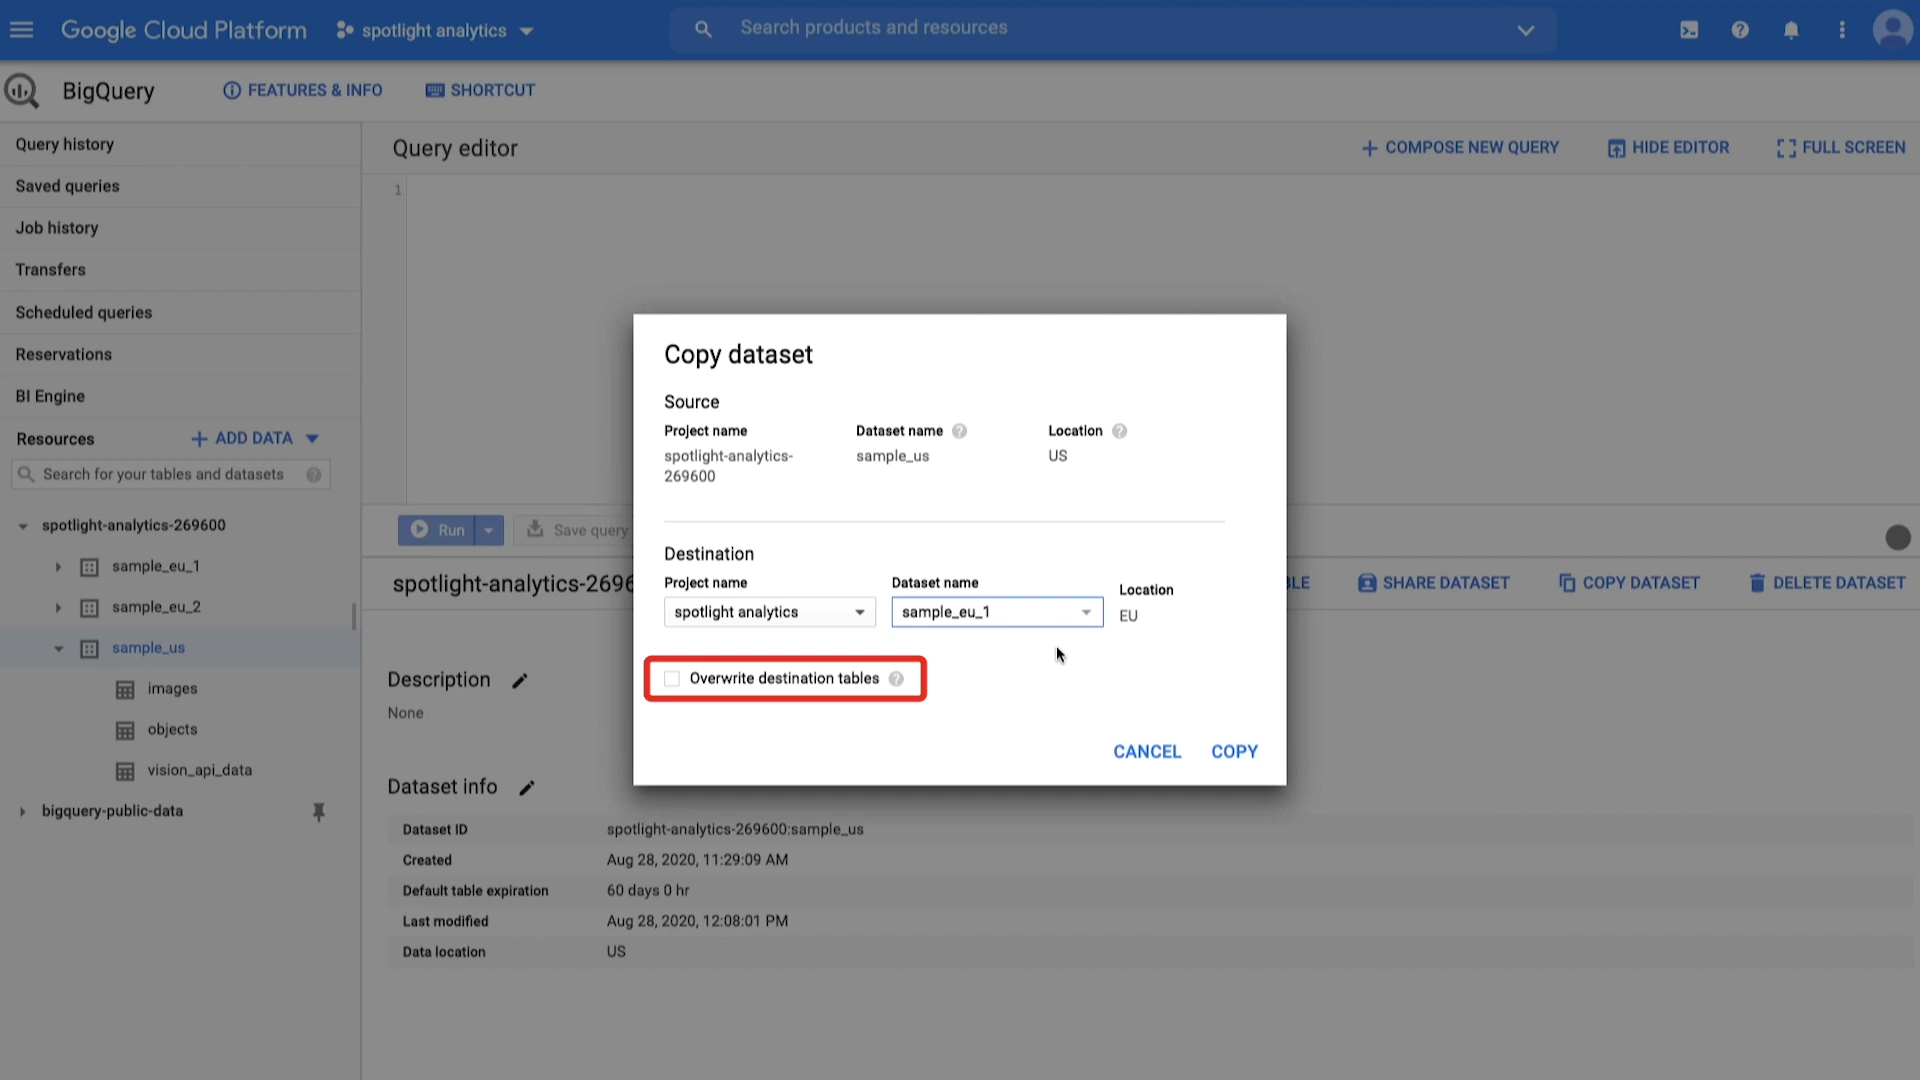 Google Cloud Platform
spotlight analytics
Search products and resources
BigQuery
FEATURES & INFO
SHORTCUT
Query history
Saved queries
Job history
Transfers
Scheduled queries
Reservations
BI Engine
Resources
ADD DATA
Search for your tables and datasets
spotlight-analytics-269600
sample_eu_1
sample_eu_2
sample_us
images
objects
vision_api_data
bigquery-public-data
Query editor
COMPOSE NEW QUERY
HIDE EDITOR
FULL SCREEN
1
Run
Save query
spotlight-analytics-2696
BLE
SHARE DATASET
COPY DATASET
DELETE DATASET
Description
None
Dataset info
Dataset ID spotlight-analytics-269600:sample_us
Created Aug 28, 2020, 11:29:09 AM
Default table expiration 60 days 0 hr
Last modified Aug 28, 2020, 12:08:01 PM
Data location US
Copy dataset
Source
Project name Dataset name Location
spotlight-analytics- sample_us US
269600
Destination
Project name Dataset name Location
spotlight analytics sample_eu_1 EU
Overwrite destination tables
CANCEL COPY